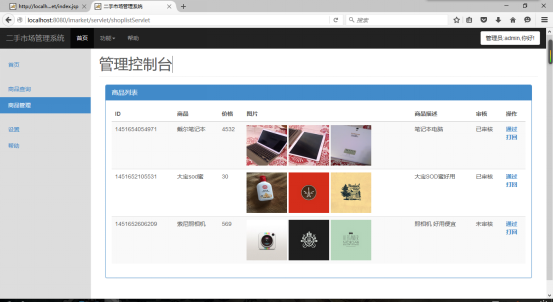 http://localh...et/index.jsp
二手市场管理系统
localhost:8080/imarket/servlet/shoplistServlet
搜索
二手市场管理系统
首页
功能
帮助
管理员:admin,你好!
首页
商品查询
商品管理
设置
帮助
管理控制台
商品列表
ID 商品 价格 图片 商品描述 审核 操作
1451654054971 戴尔笔记本 4532 笔记本电脑 已审核 通过
打回
1451652105531 大宝sod蜜 30 大宝SOD蜜好用 已审核 通过
打回
1451652606209 索尼照相机 569 照相机 好用便宜 未审核 通过
打回